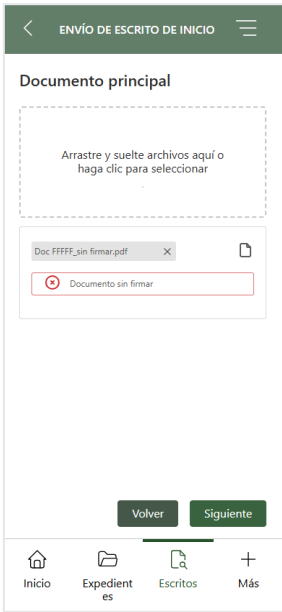 ENVÍO DE ESCRITO DE INICIO
Documento principal
Arrastre y suelte archivos aquí o
haga clic para seleccionar
Doc FFFFF_sin firmar.pdf
Documento sin firmar
Volver
Siguiente
Inicio
Expedient
es
Escritos
Más